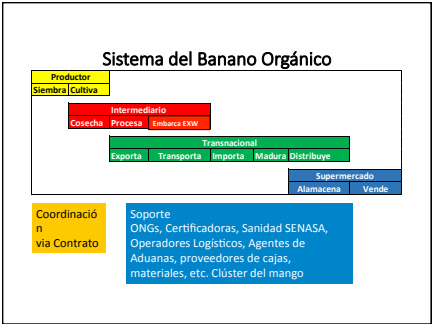 Sistema del Banano Orgánico
Productor
Siembra Cultiva
Intermediario
Cosecha Procesa Embarca EXW
Transnacional
Exporta Transporta Importa Madura Distribuye
Supermercado
Alamacena Vende
Coordinació
n
via Contrato
Soporte
ONGs, Certificadoras, Sanidad SENASA,
Operadores Logísticos, Agentes de
Aduanas, proveedores de cajas,
materiales, etc. Clúster del mango